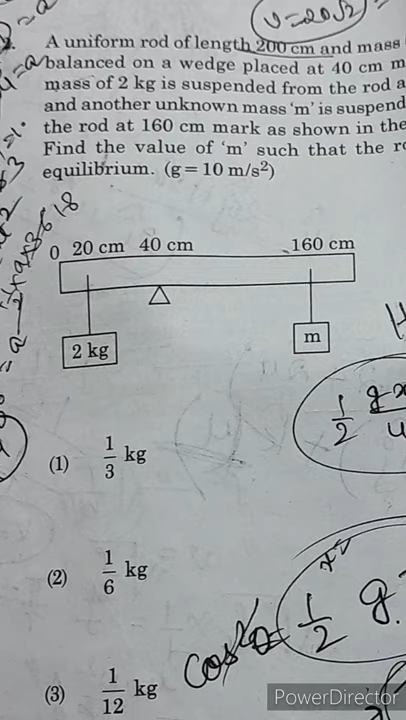 v=20√2
A uniform rod of length 200 cm and mass
balanced on a wedge placed at 40 cm m
mass of 2 kg is suspended from the rod a
and another unknown mass 'm' is suspend
the rod at 160 cm mark as shown in the
Find the value of 'm' such that the r
equilibrium. (g = 10 m/s²)
0 20 cm 40 cm 160 cm
2 kg
m
(1) 1/3 kg
(2) 1/6 kg
(3) 1/12 kg
PowerDirector